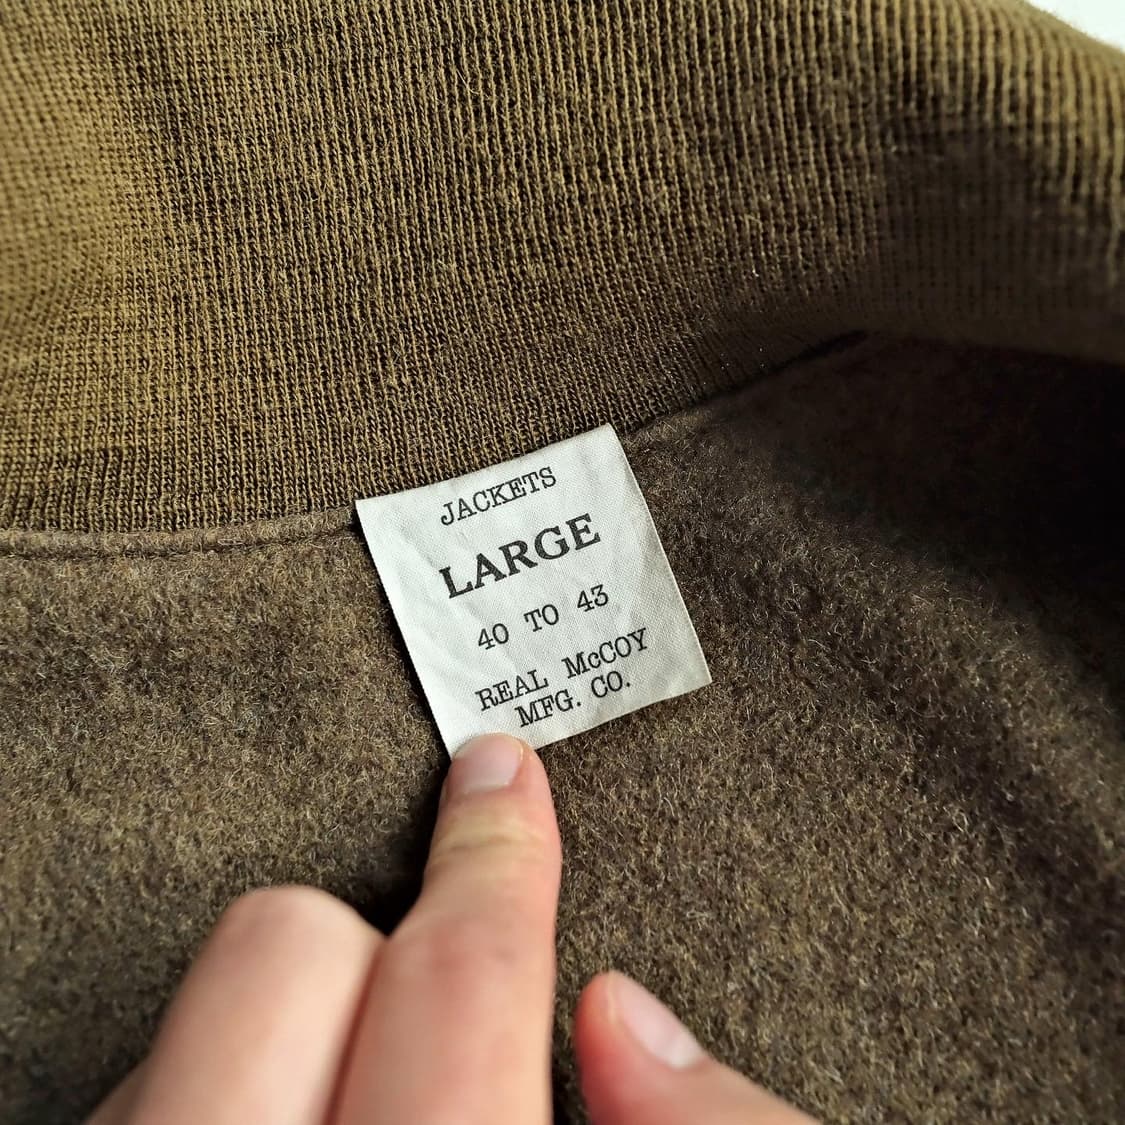 JACKETS
LARGE
40 TO 43
REAL McCOY
MFG. CO.